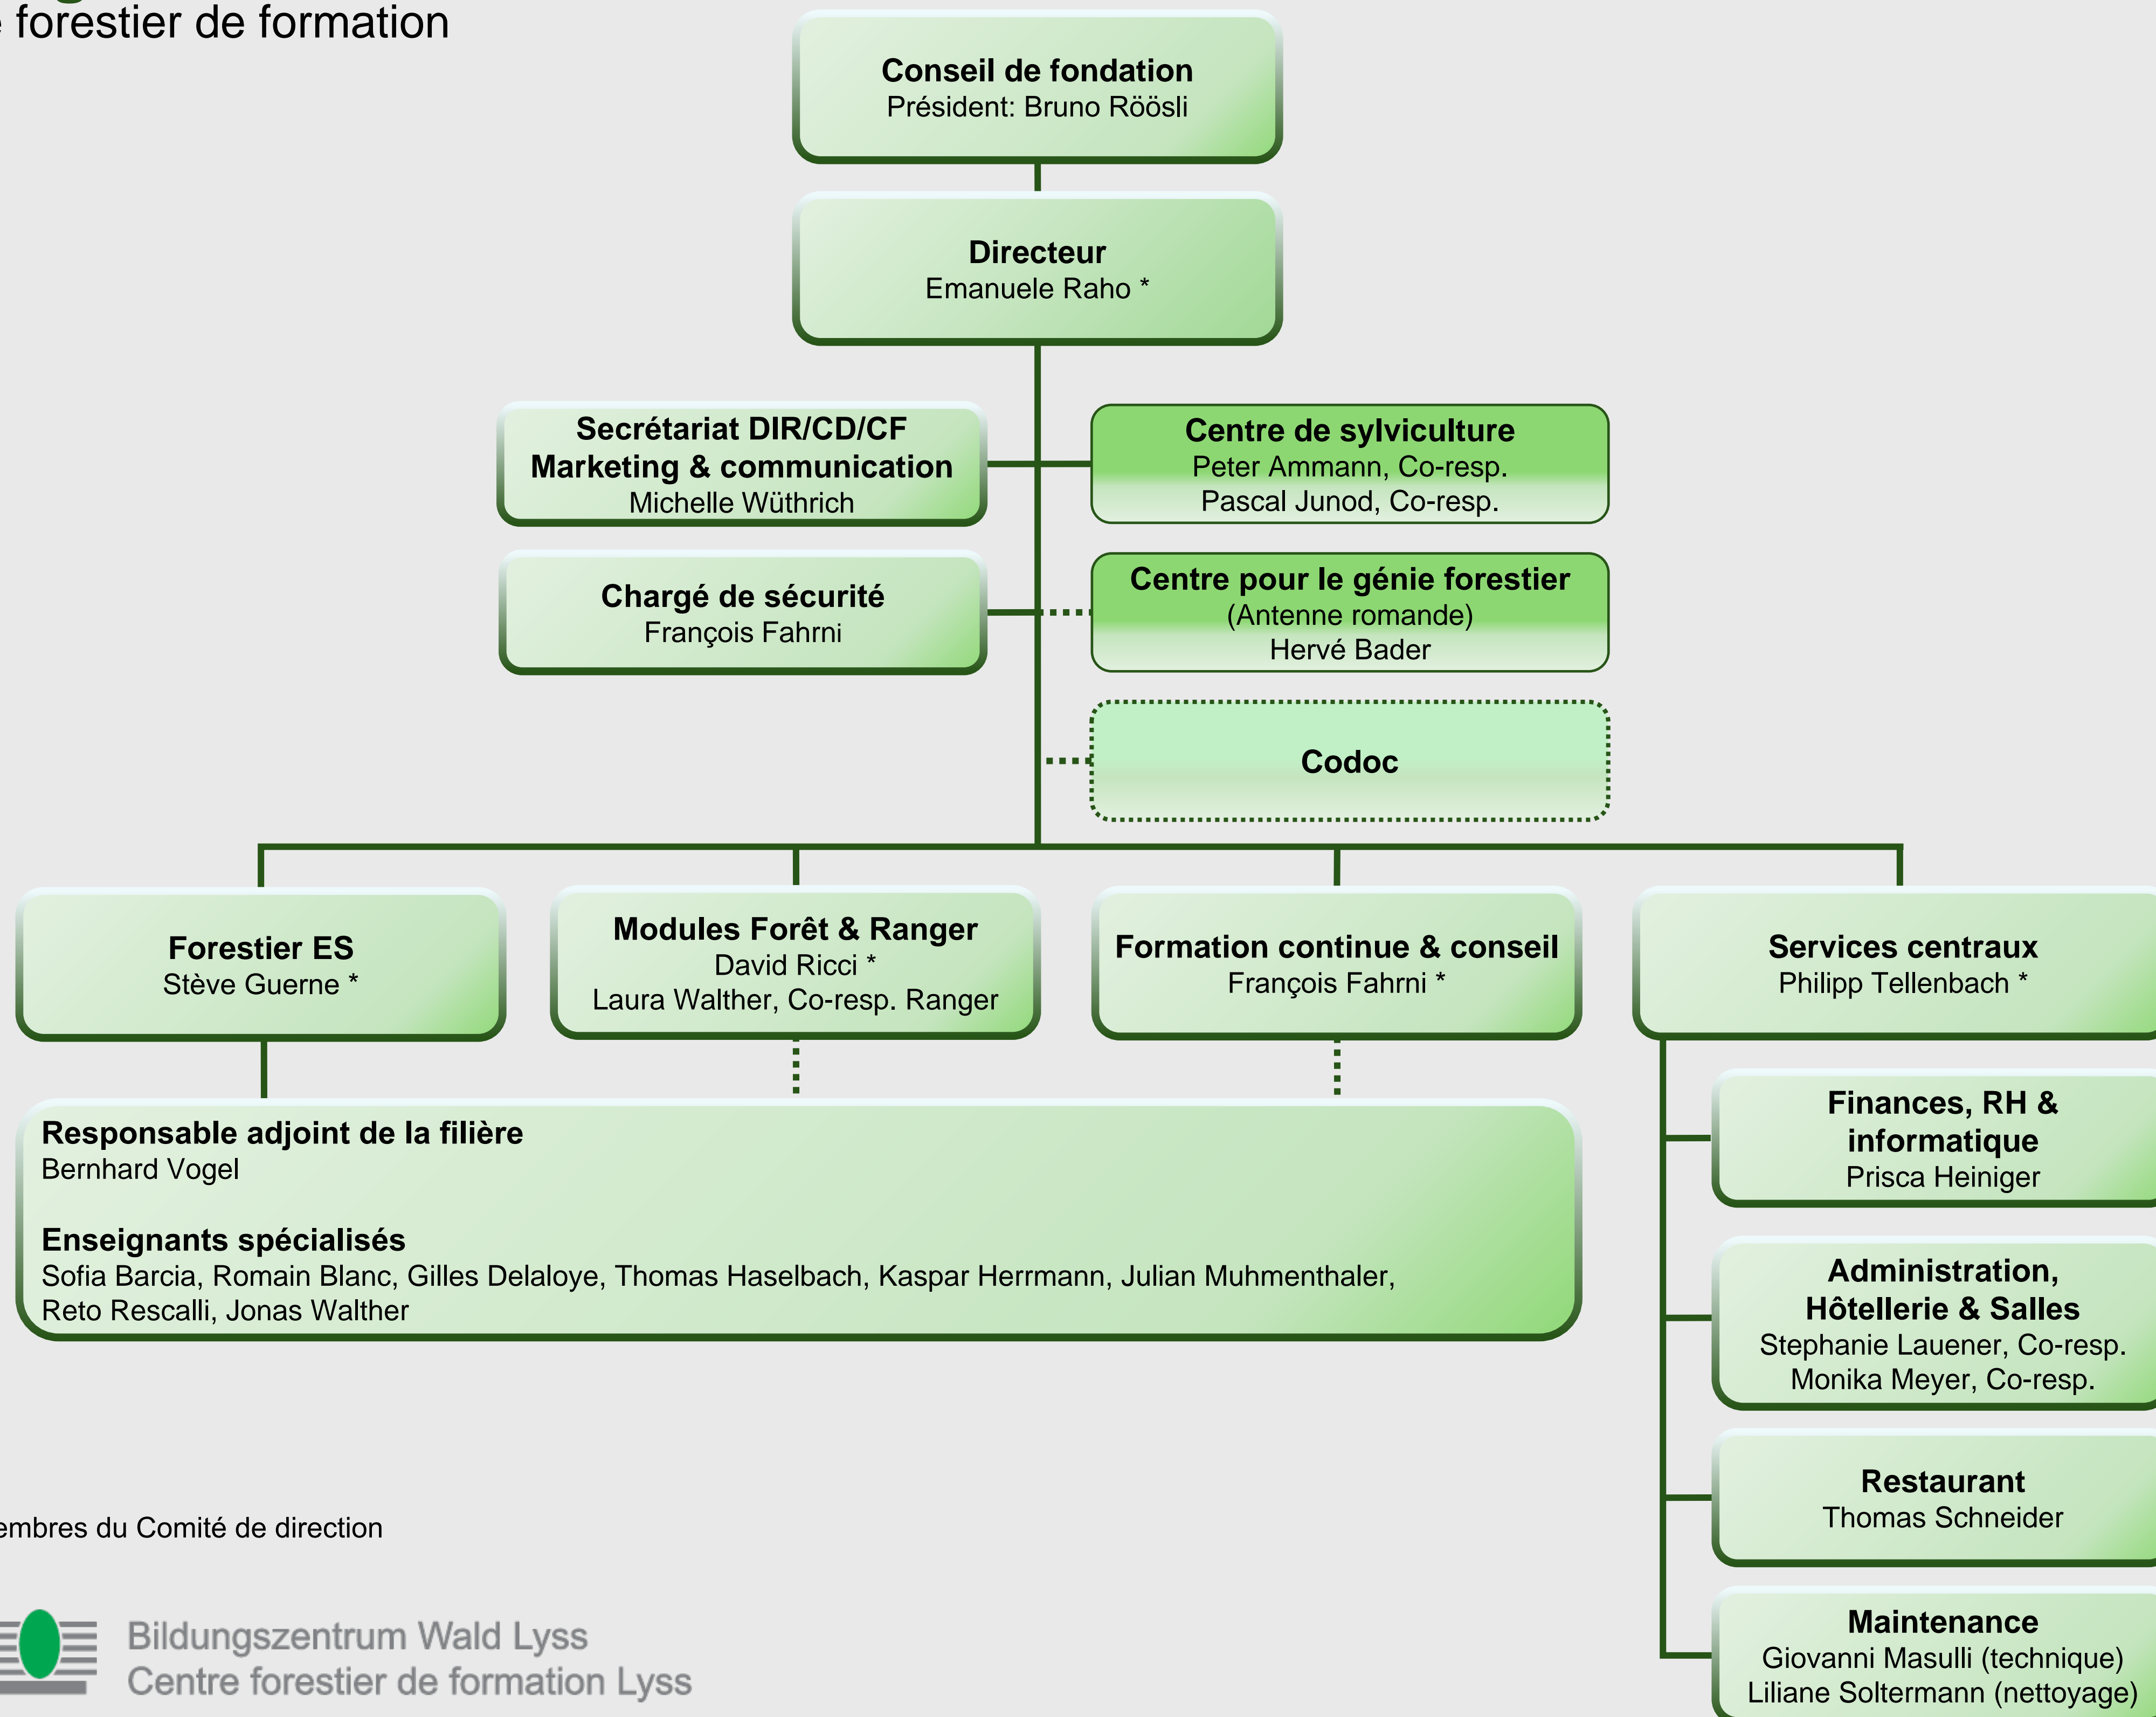 forestier de formation
Conseil de fondation
Président: Bruno Röösli
Directeur
Emanuele Raho *
Secrétariat DIR/CD/CF
Marketing & communication
Michelle Wüthrich
Centre de sylviculture
Peter Ammann, Co-resp.
Pascal Junod, Co-resp.
Chargé de sécurité
François Fahrni
Centre pour le génie forestier
(Antenne romande)
Hervé Bader
Codoc
Forestier ES
Stève Guerne *
Modules Forêt & Ranger
David Ricci *
Laura Walther, Co-resp. Ranger
Formation continue & conseil
François Fahrni *
Services centraux
Philipp Tellenbach *
Responsable adjoint de la filière
Bernhard Vogel
Enseignants spécialisés
Sofia Barcia, Romain Blanc, Gilles Delaloye, Thomas Haselbach, Kaspar Herrmann, Julian Muhmenthaler,
Reto Rescalli, Jonas Walther
Finances, RH &
informatique
Prisca Heiniger
Administration,
Hôtellerie & Salles
Stephanie Lauener, Co-resp.
Monika Meyer, Co-resp.
Restaurant
Thomas Schneider
Maintenance
Giovanni Masulli (technique)
Liliane Soltermann (nettoyage)
embres du Comité de direction
Bildungszentrum Wald Lyss
Centre forestier de formation Lyss